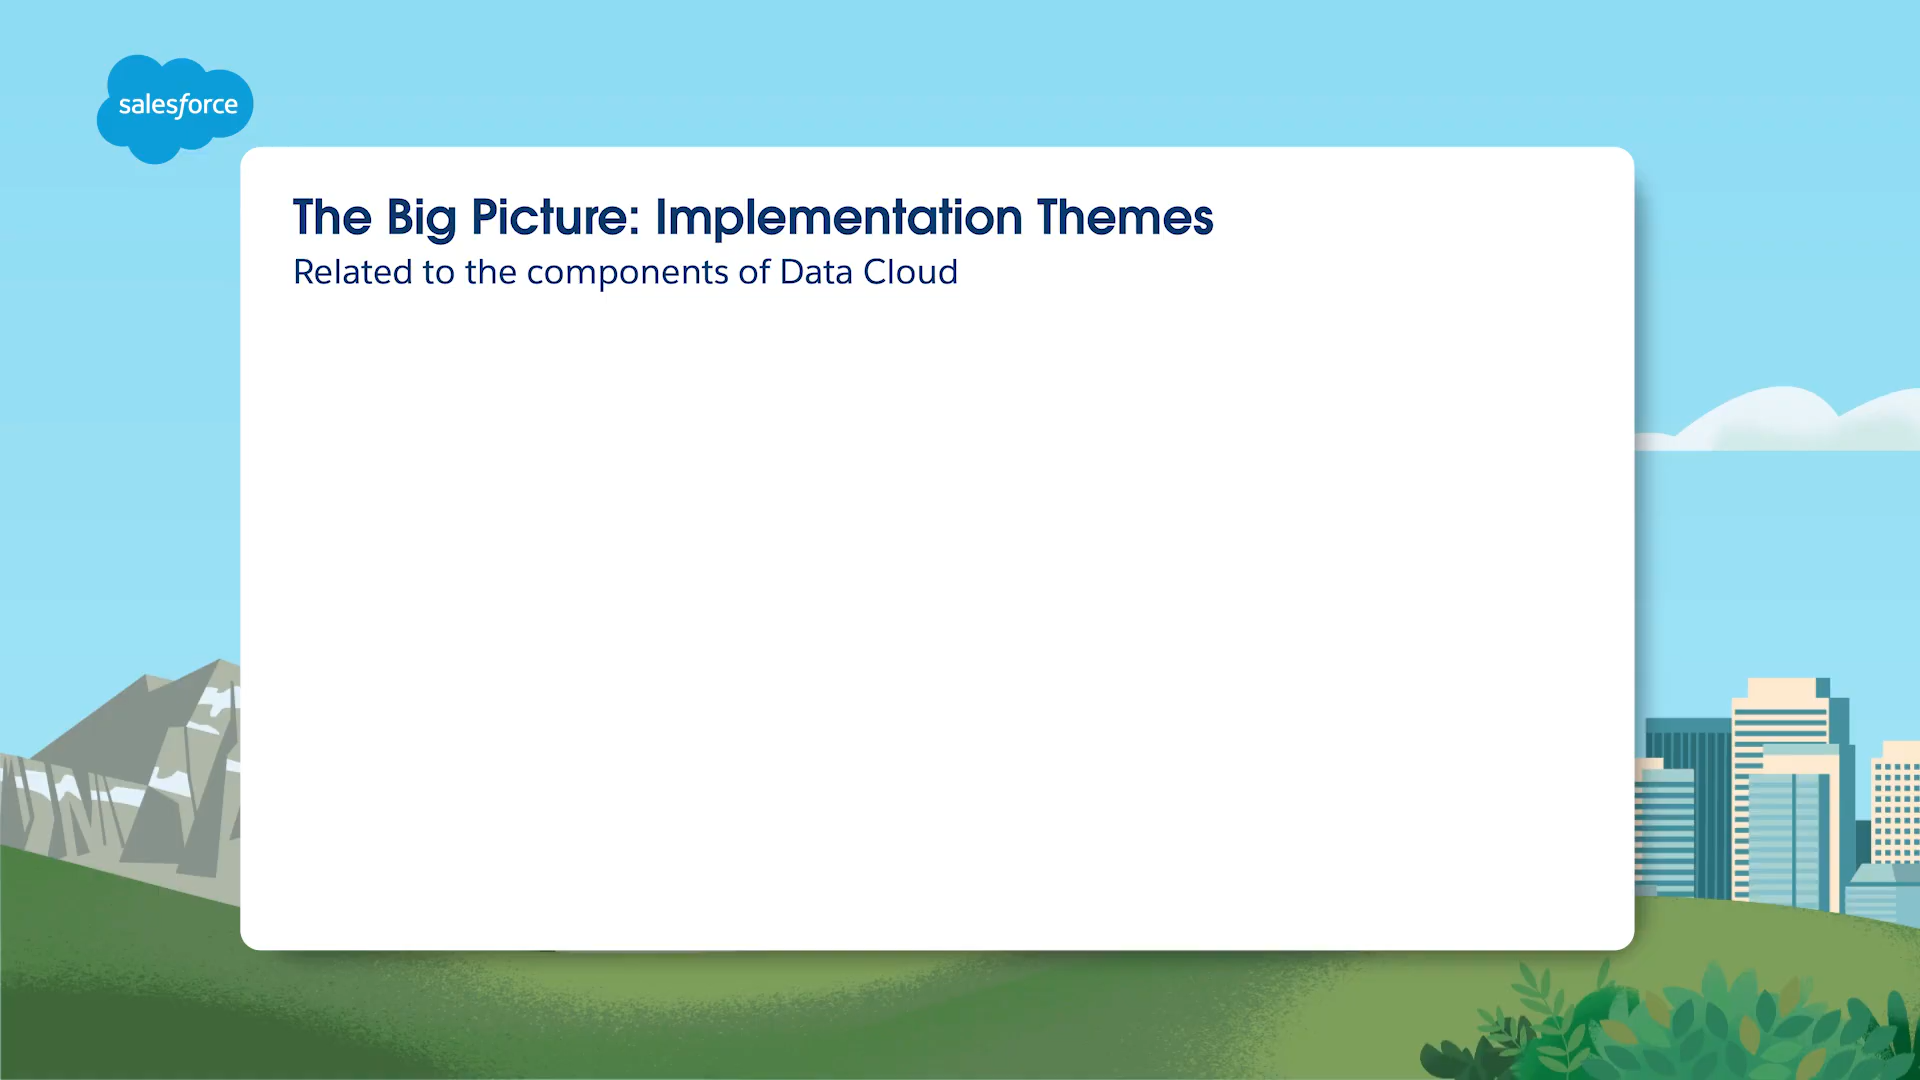 salesforce
The Big Picture: Implementation Themes
Related to the components of Data Cloud